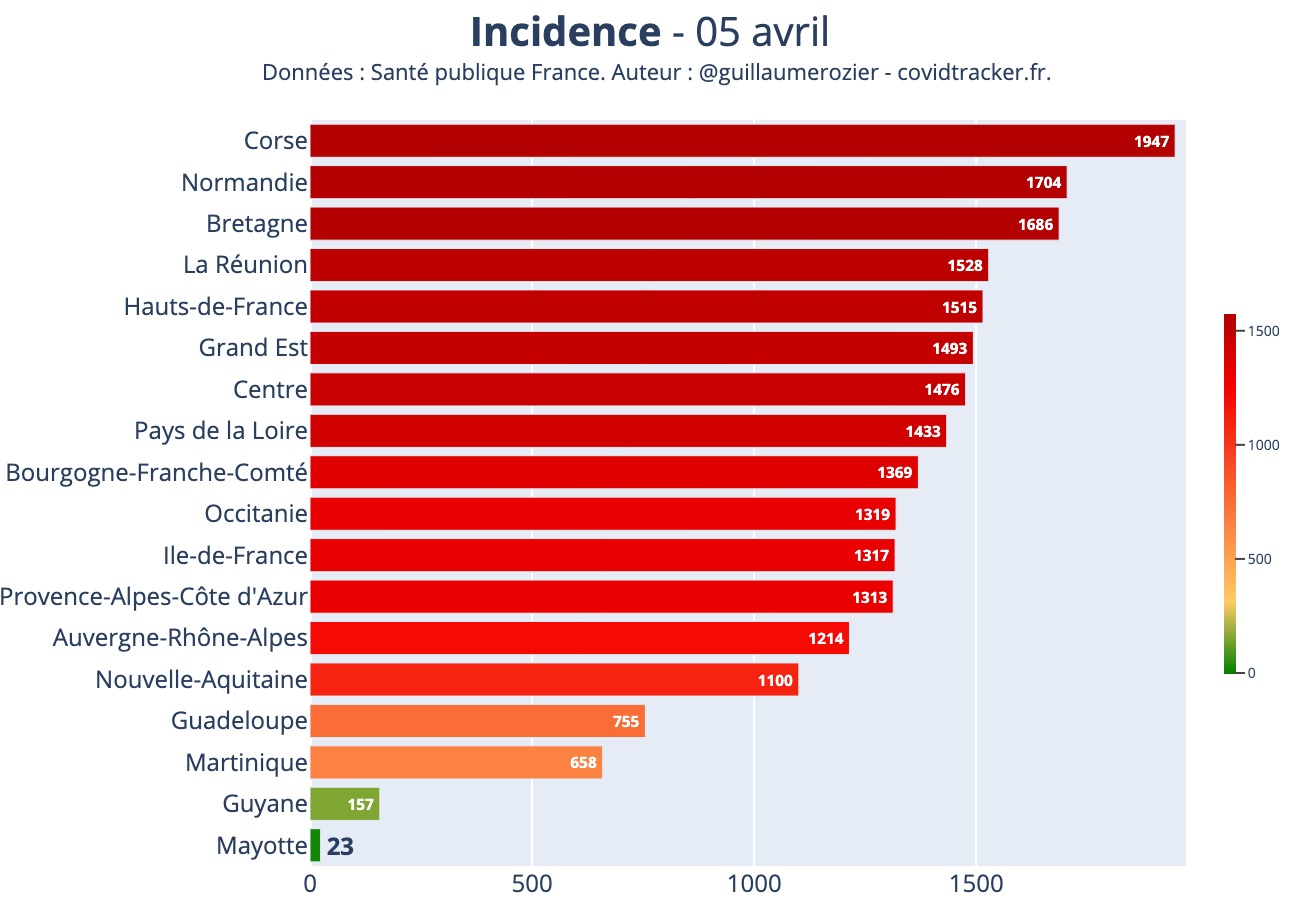 Incidence - 05 avril
Données : Santé publique France. Auteur : @guillaumerozier - covidtracker.fr.
Corse 1947
Normandie 1704
Bretagne 1686
La Réunion 1528
Hauts-de-France 1515
Grand Est 1493
Centre 1476
Pays de la Loire 1433
Bourgogne-Franche-Comté 1369
Occitanie 1319
Ile-de-France 1317
Provence-Alpes-Côte d'Azur 1313
Auvergne-Rhône-Alpes 1214
Nouvelle-Aquitaine 1100
Guadeloupe 755
Martinique 658
Guyane 157
Mayotte 23
0 500 1000 1500
1500
1000
500
0